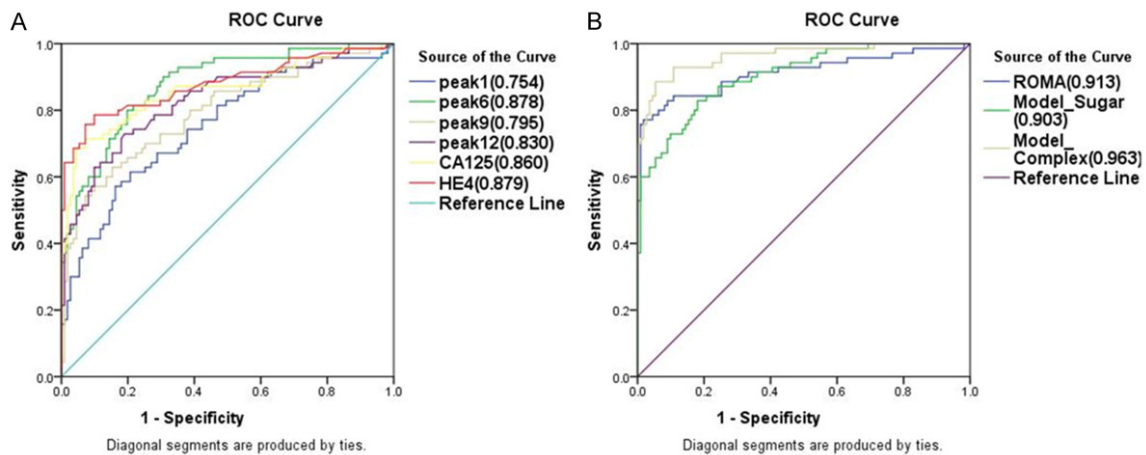 A
ROC Curve
Sensitivity
1.0
0.8
0.6
0.4
0.2
0.0
0.0 0.2 0.4 0.6 0.8 1.0
1 - Specificity
Diagonal segments are produced by ties.
Source of the Curve
peak1(0.754)
peak6(0.878)
peak9(0.795)
peak12(0.830)
CA125(0.860)
HE4(0.879)
Reference Line
B
ROC Curve
Sensitivity
1.0
0.8
0.6
0.4
0.2
0.0
0.0 0.2 0.4 0.6 0.8 1.0
1 - Specificity
Diagonal segments are produced by ties.
Source of the Curve
ROMA(0.913)
Model_Sugar
(0.903)
Model_
Complex(0.963)
Reference Line